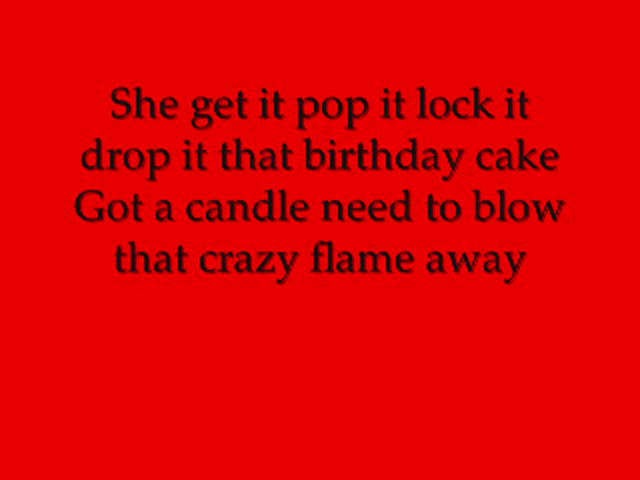 She get it pop it lock it
drop it that birthday cake
Got a candle need to blow
that crazy flame away